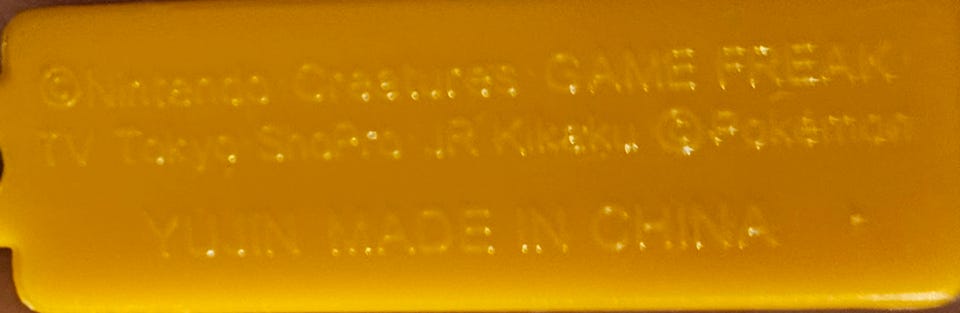 ©Nintendo Creatures GAME FREAK
TV Tokyo ShoPro JR Kikaku ©Pokémon
YUJIN MADE IN CHINA